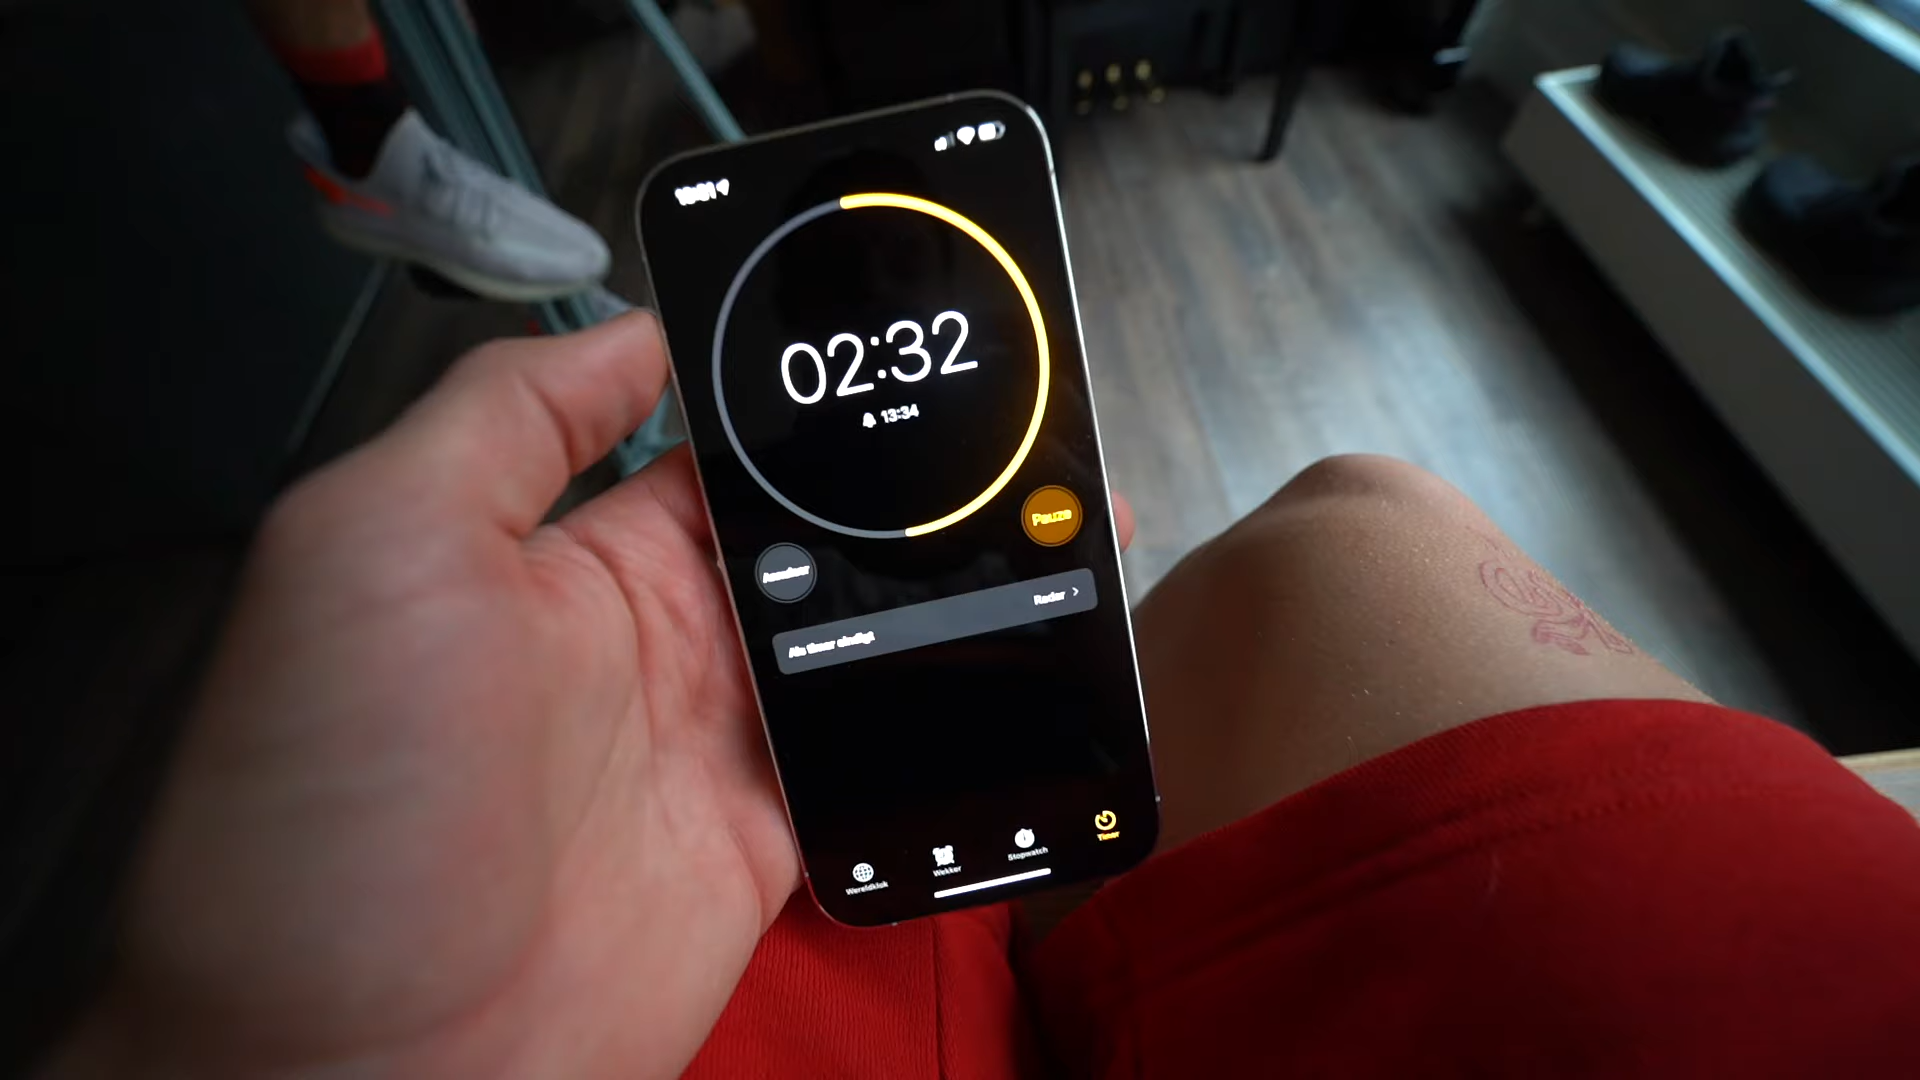 02:32
13:34
Pauze
Annuleer
Radar
Als timer eindigt
Wereldklok
Wekker
Stopwatch
Timer